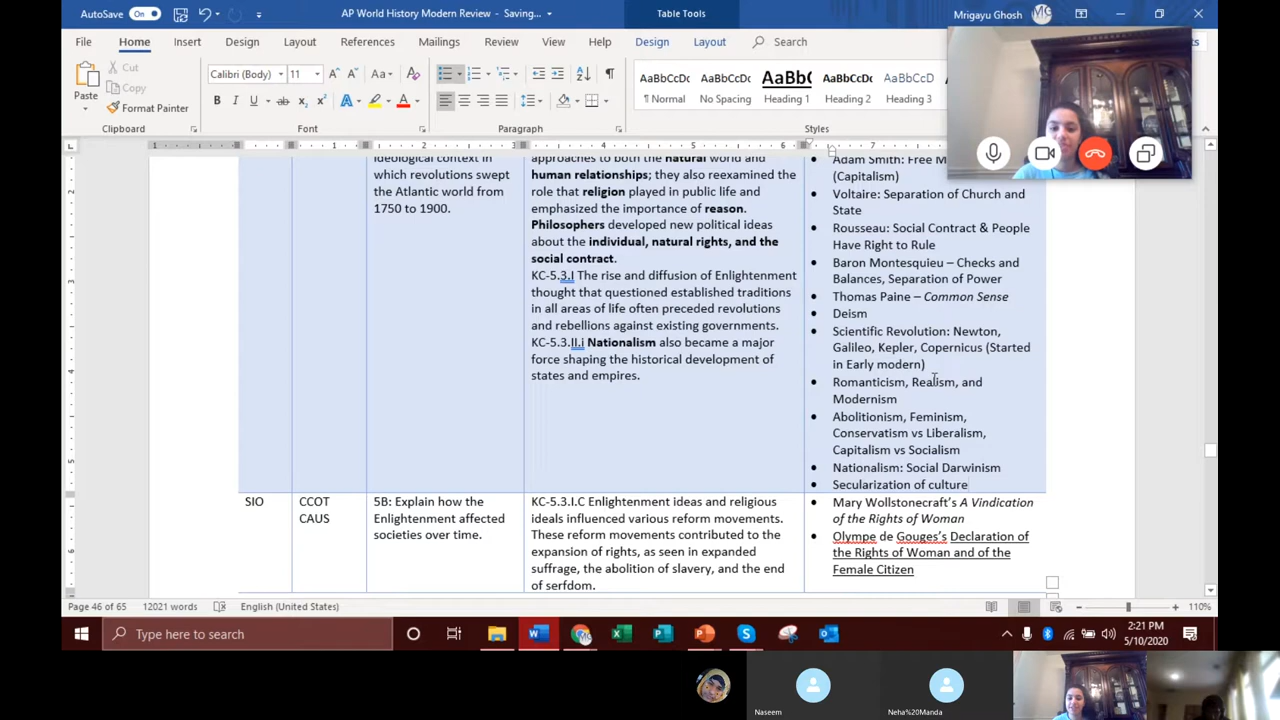 AutoSave
On
AP World History Modern Review - Saving...
Table Tools
Mrigayu Ghosh
MG
File
Home
Insert
Design
Layout
References
Mailings
Review
View
Help
Design
Layout
Search
Paste
Cut
Copy
Format Painter
Clipboard
Calibri (Body)
11
Font
Paragraph
AaBbCcDc
¶ Normal
AaBbCcDc
No Spacing
AaBbC
Heading 1
AaBbCcDc
Heading 2
AaBbCcD
Heading 3
Styles
ideological context in
which revolutions swept
the Atlantic world from
1750 to 1900.
approaches to both the natural world and
human relationships; they also reexamined the
role that religion played in public life and
emphasized the importance of reason.
Philosophers developed new political ideas
about the individual, natural rights, and the
social contract.
KC-5.3.I The rise and diffusion of Enlightenment
thought that questioned established traditions
in all areas of life often preceded revolutions
and rebellions against existing governments.
KC-5.3.II.i Nationalism also became a major
force shaping the historical development of
states and empires.
• Adam Smith: Free M
(Capitalism)
• Voltaire: Separation of Church and
State
• Rousseau: Social Contract & People
Have Right to Rule
• Baron Montesquieu – Checks and
Balances, Separation of Power
• Thomas Paine – Common Sense
• Deism
• Scientific Revolution: Newton,
Galileo, Kepler, Copernicus (Started
in Early modern)
• Romanticism, Realism, and
Modernism
• Abolitionism, Feminism,
Conservatism vs Liberalism,
Capitalism vs Socialism
• Nationalism: Social Darwinism
• Secularization of culture
SIO
CCOT
CAUS
5B: Explain how the
Enlightenment affected
societies over time.
KC-5.3.I.C Enlightenment ideas and religious
ideals influenced various reform movements.
These reform movements contributed to the
expansion of rights, as seen in expanded
suffrage, the abolition of slavery, and the end
of serfdom.
• Mary Wollstonecraft's A Vindication
of the Rights of Woman
• Olympe de Gouges's Declaration of
the Rights of Woman and of the
Female Citizen
Page 46 of 65
12021 words
English (United States)
110%
Type here to search
2:21 PM
5/10/2020
Naseem
Neha%20Manda